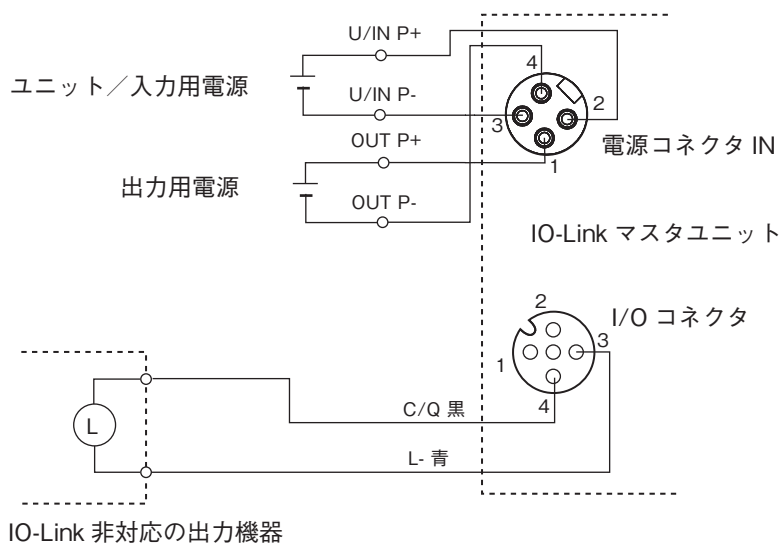 U/IN P+
ユニット／入力用電源
U/IN P-
OUT P+
出力用電源
OUT P-
4
2
3
1
電源コネクタ IN
IO-Link マスタユニット
2
I/O コネクタ
3
1
4
C/Q 黒
L
L- 青
IO-Link 非対応の出力機器